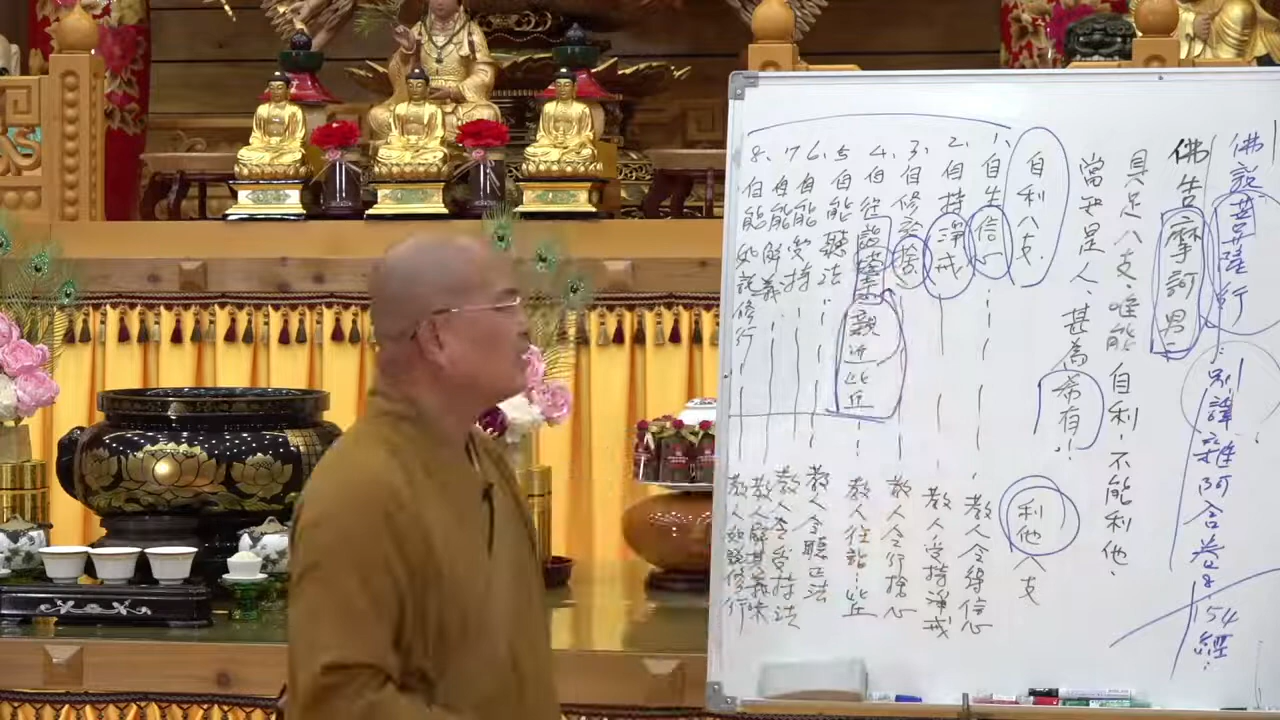 佛說菩薩行:別譯雜阿含卷8.154經:
佛告摩訶男:
具足八支、唯能自利、不能利他、
當知是人、甚為希有!
自利八支. 利他八支
1、自生信心……教人令得信心
2、自持淨戒……教人受持淨戒
3、自修施捨……教人令行捨心
4、自往詣塔寺親近比丘……教人往詣…比丘
5、自能聽法……教人令聽正法
6、自能受持……教人令受持法
7、自能解義……教人解其義味
8、自能如說修行……教人如說修行